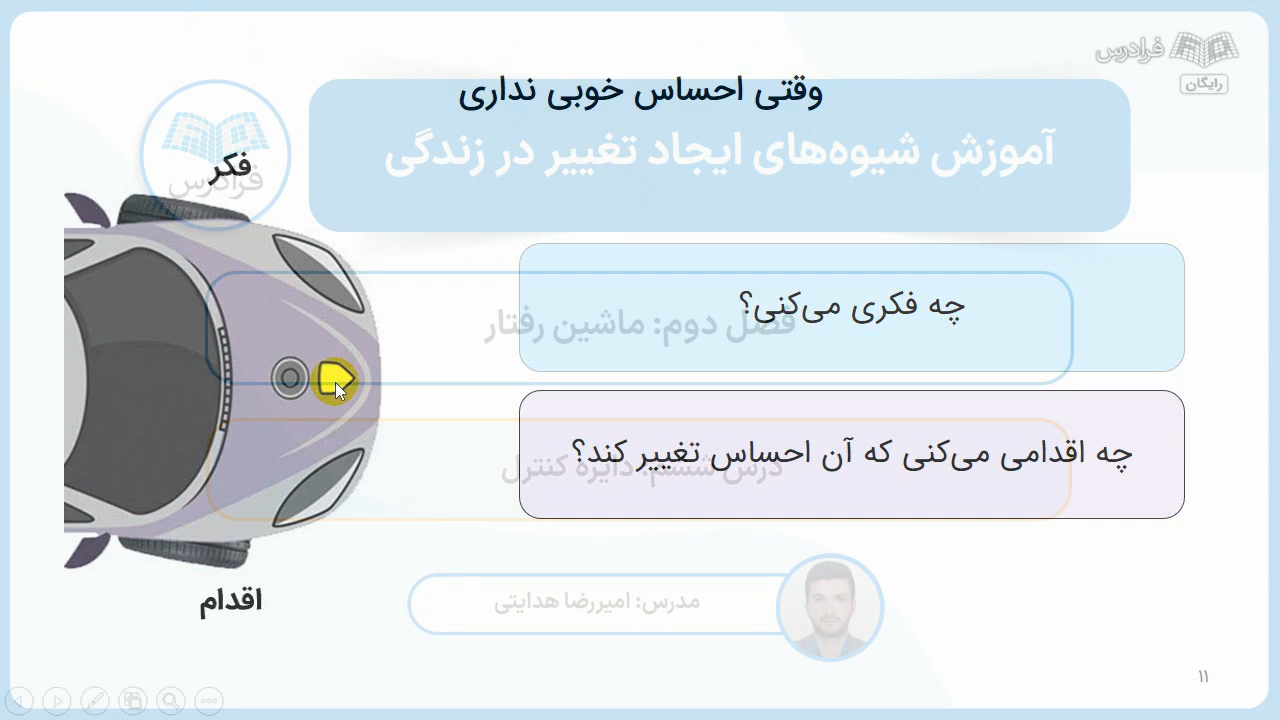 فرادرس
رایگان
وقتی احساس خوبی نداری
آموزش شیوه‌های ایجاد تغییر در زندگی
فکر
فرادرس
چه فکری می‌کنی؟
فصل دوم: ماشین رفتار
چه اقدامی می‌کنی که آن احساس تغییر کند؟
درس ششم: دایره کنترل
اقدام
مدرس: امیررضا هدایتی
۱۱